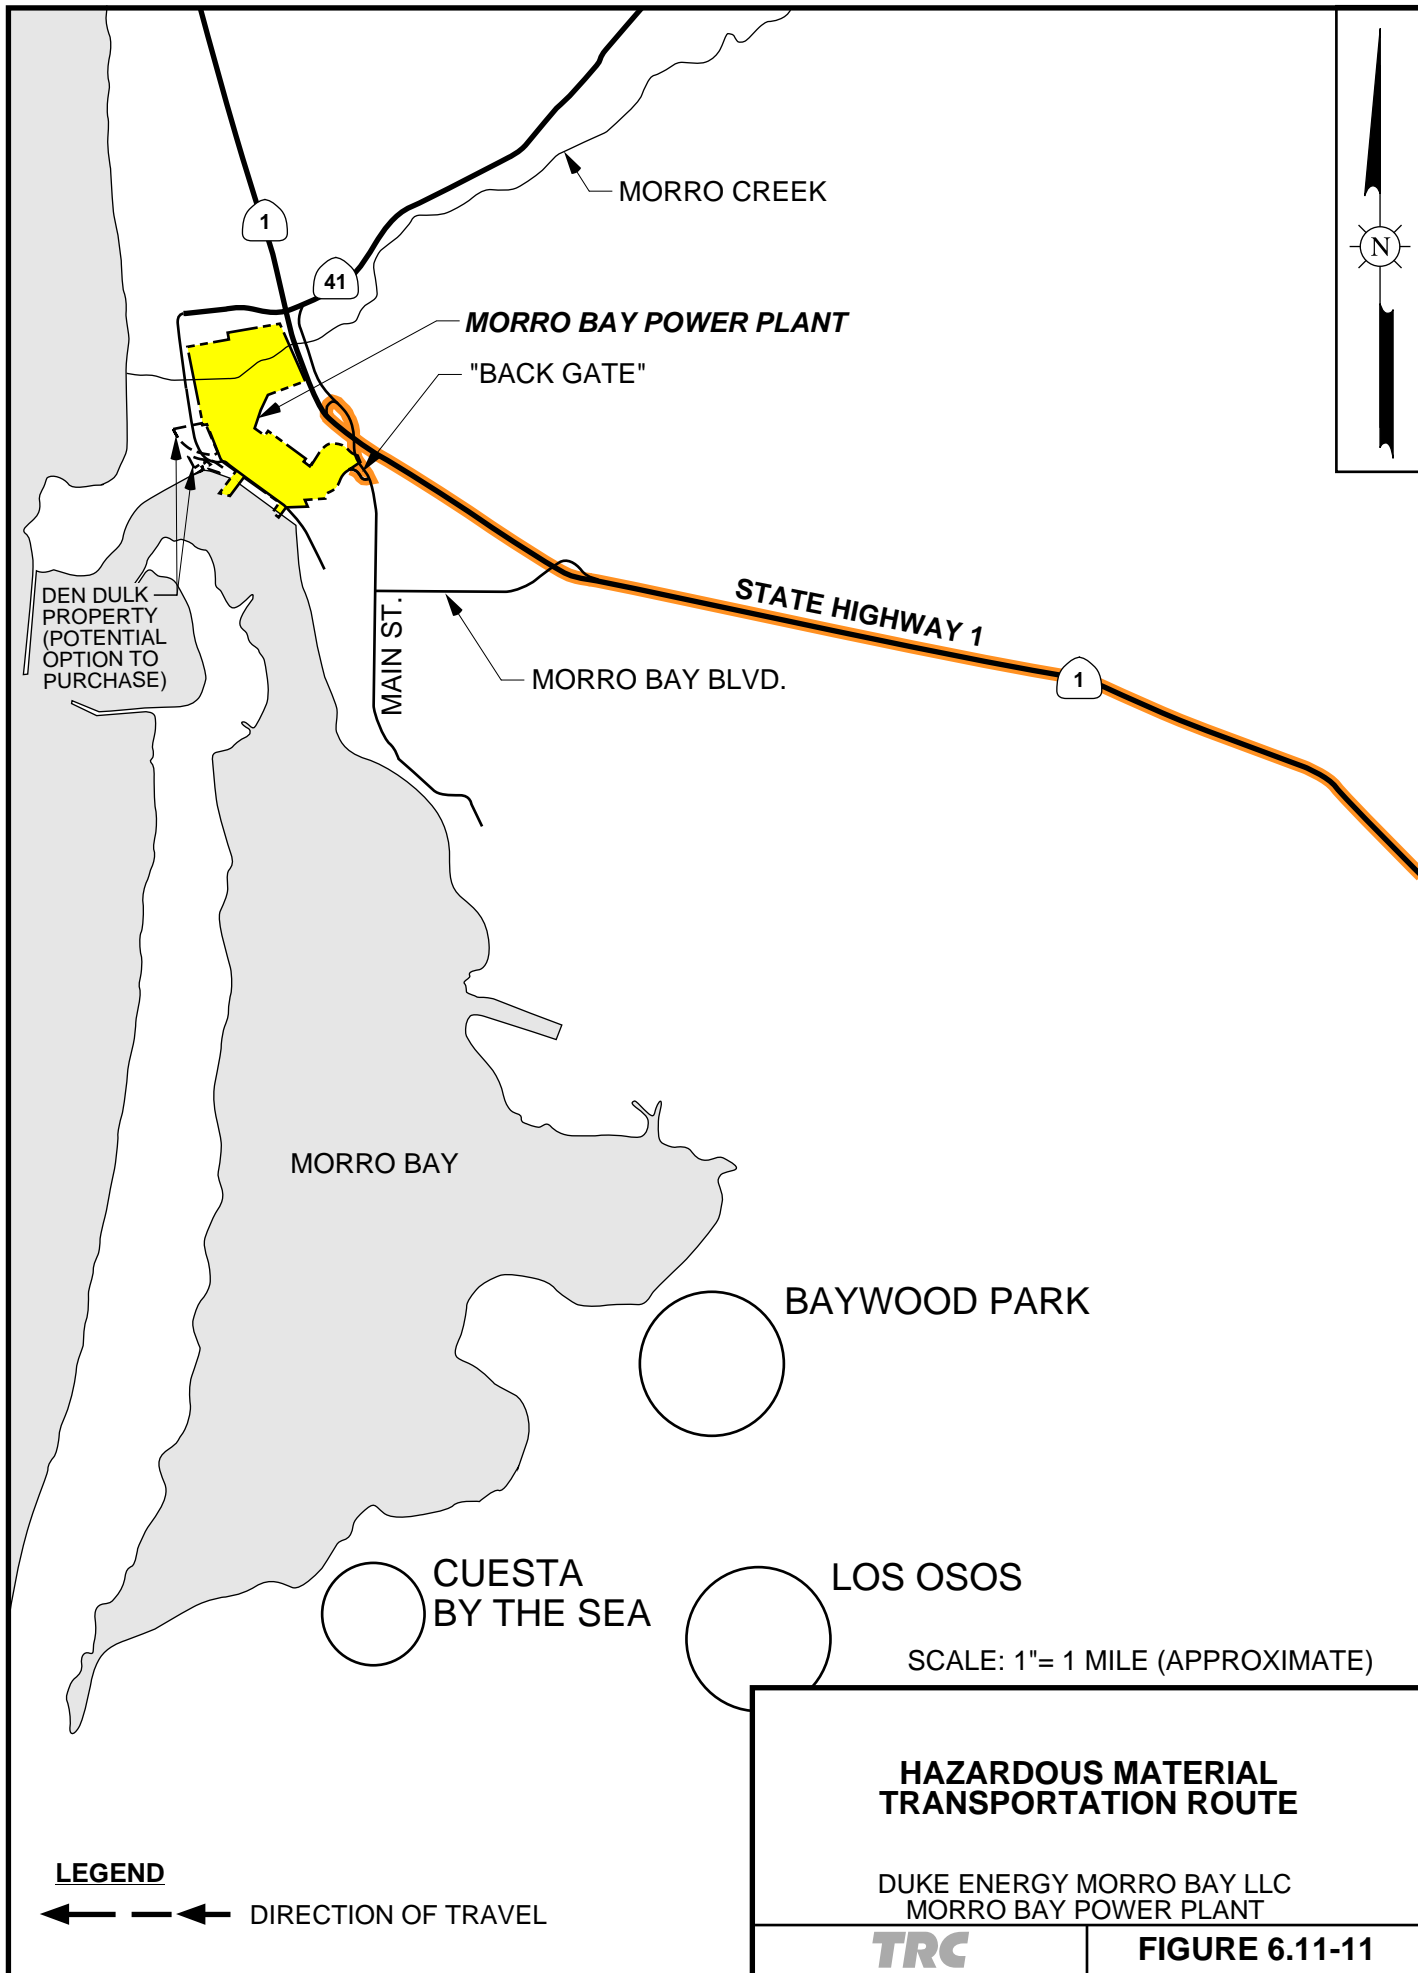 MORRO CREEK
1
41
MORRO BAY POWER PLANT
"BACK GATE"
N
DEN DULK
PROPERTY
(POTENTIAL
OPTION TO
PURCHASE)
MAIN ST.
STATE HIGHWAY 1
MORRO BAY BLVD.
1
MORRO BAY
BAYWOOD PARK
CUESTA
BY THE SEA
LOS OSOS
SCALE: 1"= 1 MILE (APPROXIMATE)
HAZARDOUS MATERIAL
TRANSPORTATION ROUTE
DUKE ENERGY MORRO BAY LLC
MORRO BAY POWER PLANT
LEGEND
DIRECTION OF TRAVEL
TRC
FIGURE 6.11-11